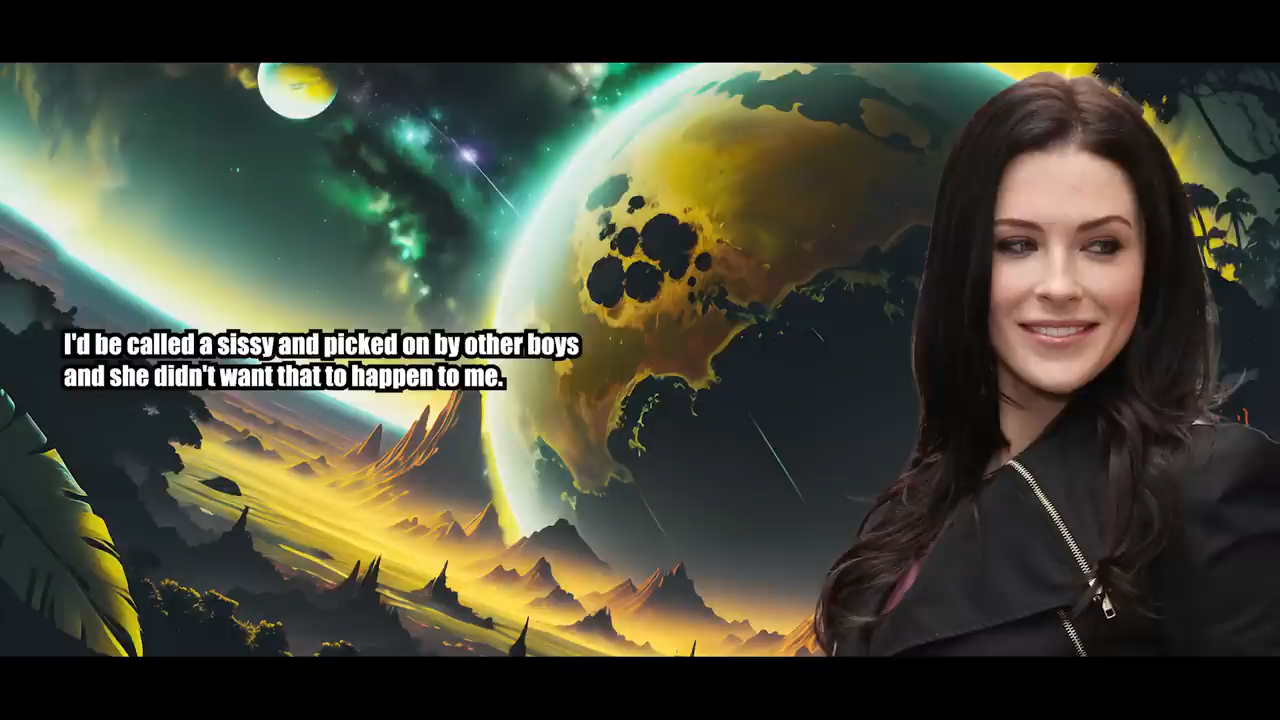 I'd be called a sissy and picked on by other boys
and she didn't want that to happen to me.